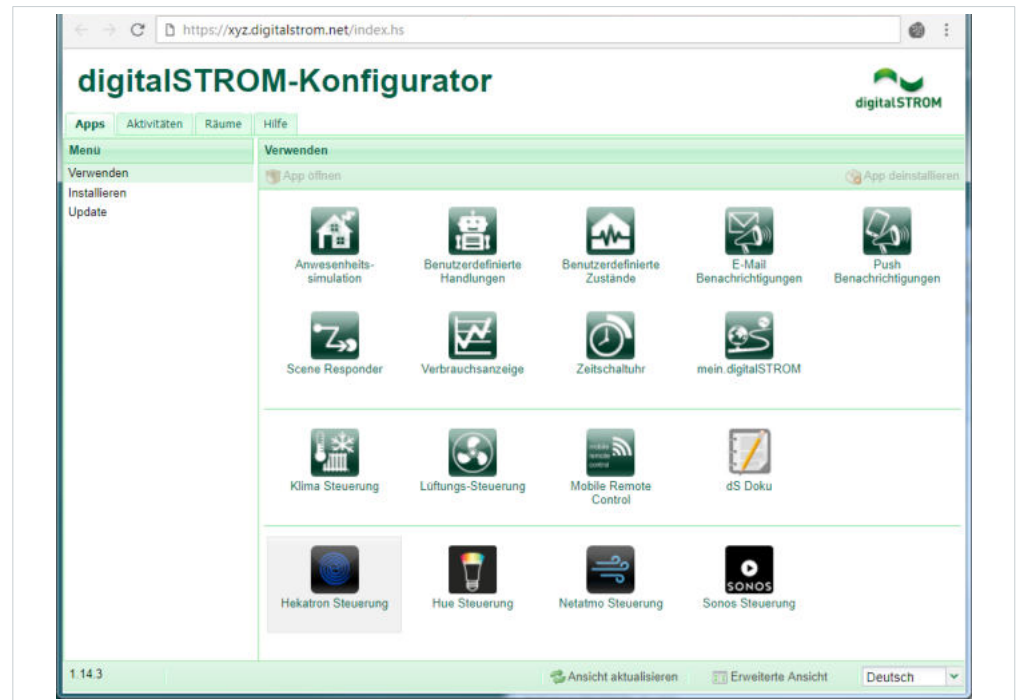 https://xyz.digitalstrom.net/index.hs
digitalSTROM-Konfigurator
digitalSTROM
Apps Aktivitäten Räume Hilfe
Menü Verwenden
Verwenden App öffnen App deinstallieren
Installieren
Update
Anwesenheits- Benutzerdefinierte Benutzerdefinierte E-Mail Push
simulation Handlungen Zustände Benachrichtigungen Benachrichtigungen
Scene Responder Verbrauchsanzeige Zeitschaltuhr mein.digitalSTROM
mobile
remote
control
Klima Steuerung Lüftungs-Steuerung Mobile Remote dS Doku
Control
SONOS
Hekatron Steuerung Hue Steuerung Netatmo Steuerung Sonos Steuerung
1.14.3 Ansicht aktualisieren Erweiterte Ansicht Deutsch